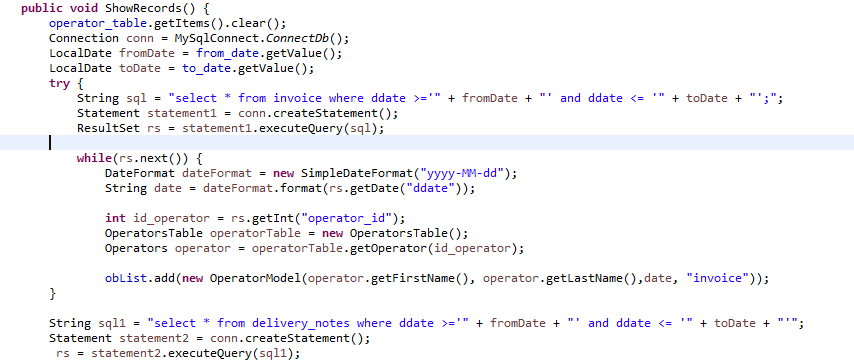 public void ShowRecords() {
operator_table.getItems().clear();
Connection conn = MySqlConnect.ConnectDb();
LocalDate fromDate = from_date.getValue();
LocalDate toDate = to_date.getValue();
try {
String sql = "select * from invoice where ddate >='" + fromDate + "' and ddate <= '" + toDate + "';";
Statement statement1 = conn.createStatement();
ResultSet rs = statement1.executeQuery(sql);
while(rs.next()) {
DateFormat dateFormat = new SimpleDateFormat("yyyy-MM-dd");
String date = dateFormat.format(rs.getDate("ddate"));
int id_operator = rs.getInt("operator_id");
OperatorsTable operatorTable = new OperatorsTable();
Operators operator = operatorTable.getOperator(id_operator);
obList.add(new OperatorModel(operator.getFirstName(), operator.getLastName(),date, "invoice"));
}
String sql1 = "select * from delivery_notes where ddate >='" + fromDate + "' and ddate <= '" + toDate + "'";
Statement statement2 = conn.createStatement();
rs = statement2.executeQuery(sql1);